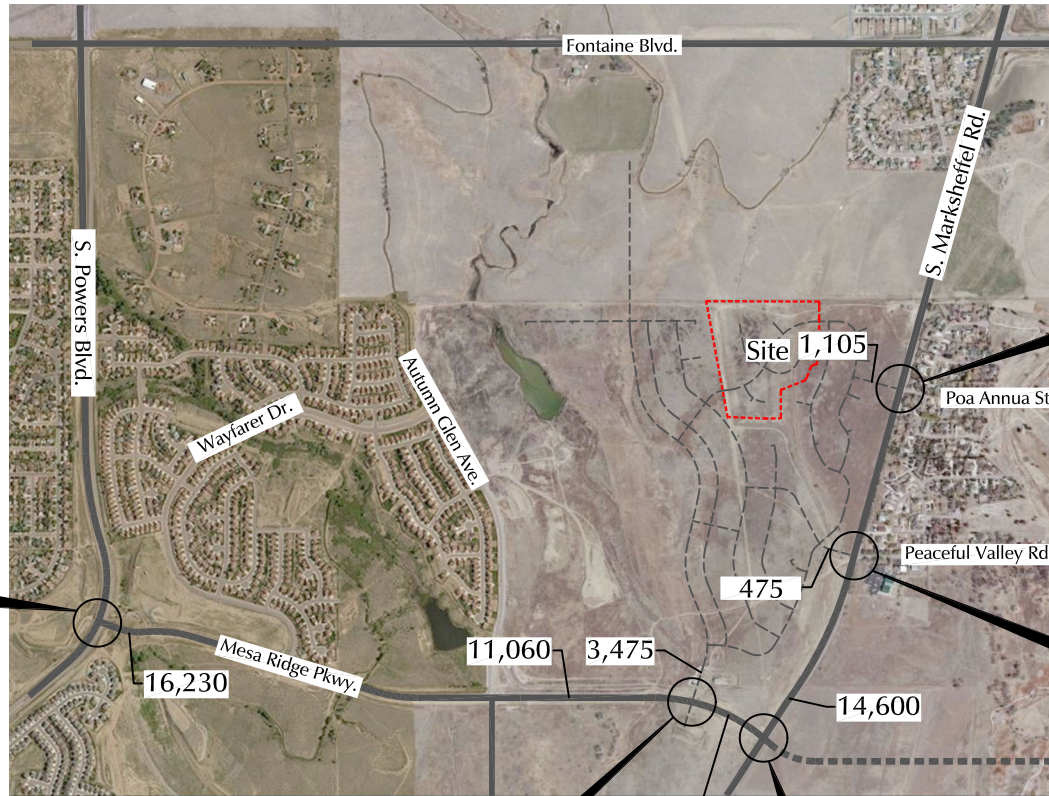 Fontaine Blvd.
S. Marksheffel Rd.
S. Powers Blvd.
Site
1,105
Autumn Glen Ave.
Poa Annua St
Wayfarer Dr.
Peaceful Valley Rd
475
11,060
3,475
Mesa Ridge Pkwy.
16,230
14,600